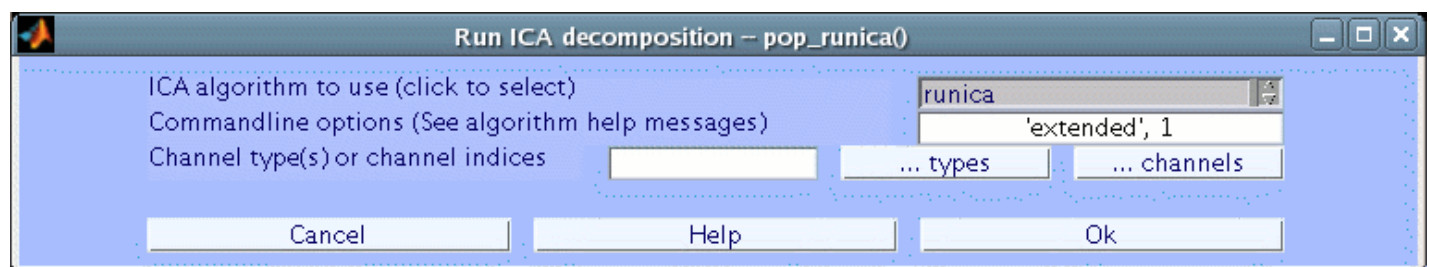 Run ICA decomposition -- pop_runica()
ICA algorithm to use (click to select) runica
Commandline options (See algorithm help messages) 'extended', 1
Channel type(s) or channel indices ... types ... channels
Cancel Help Ok